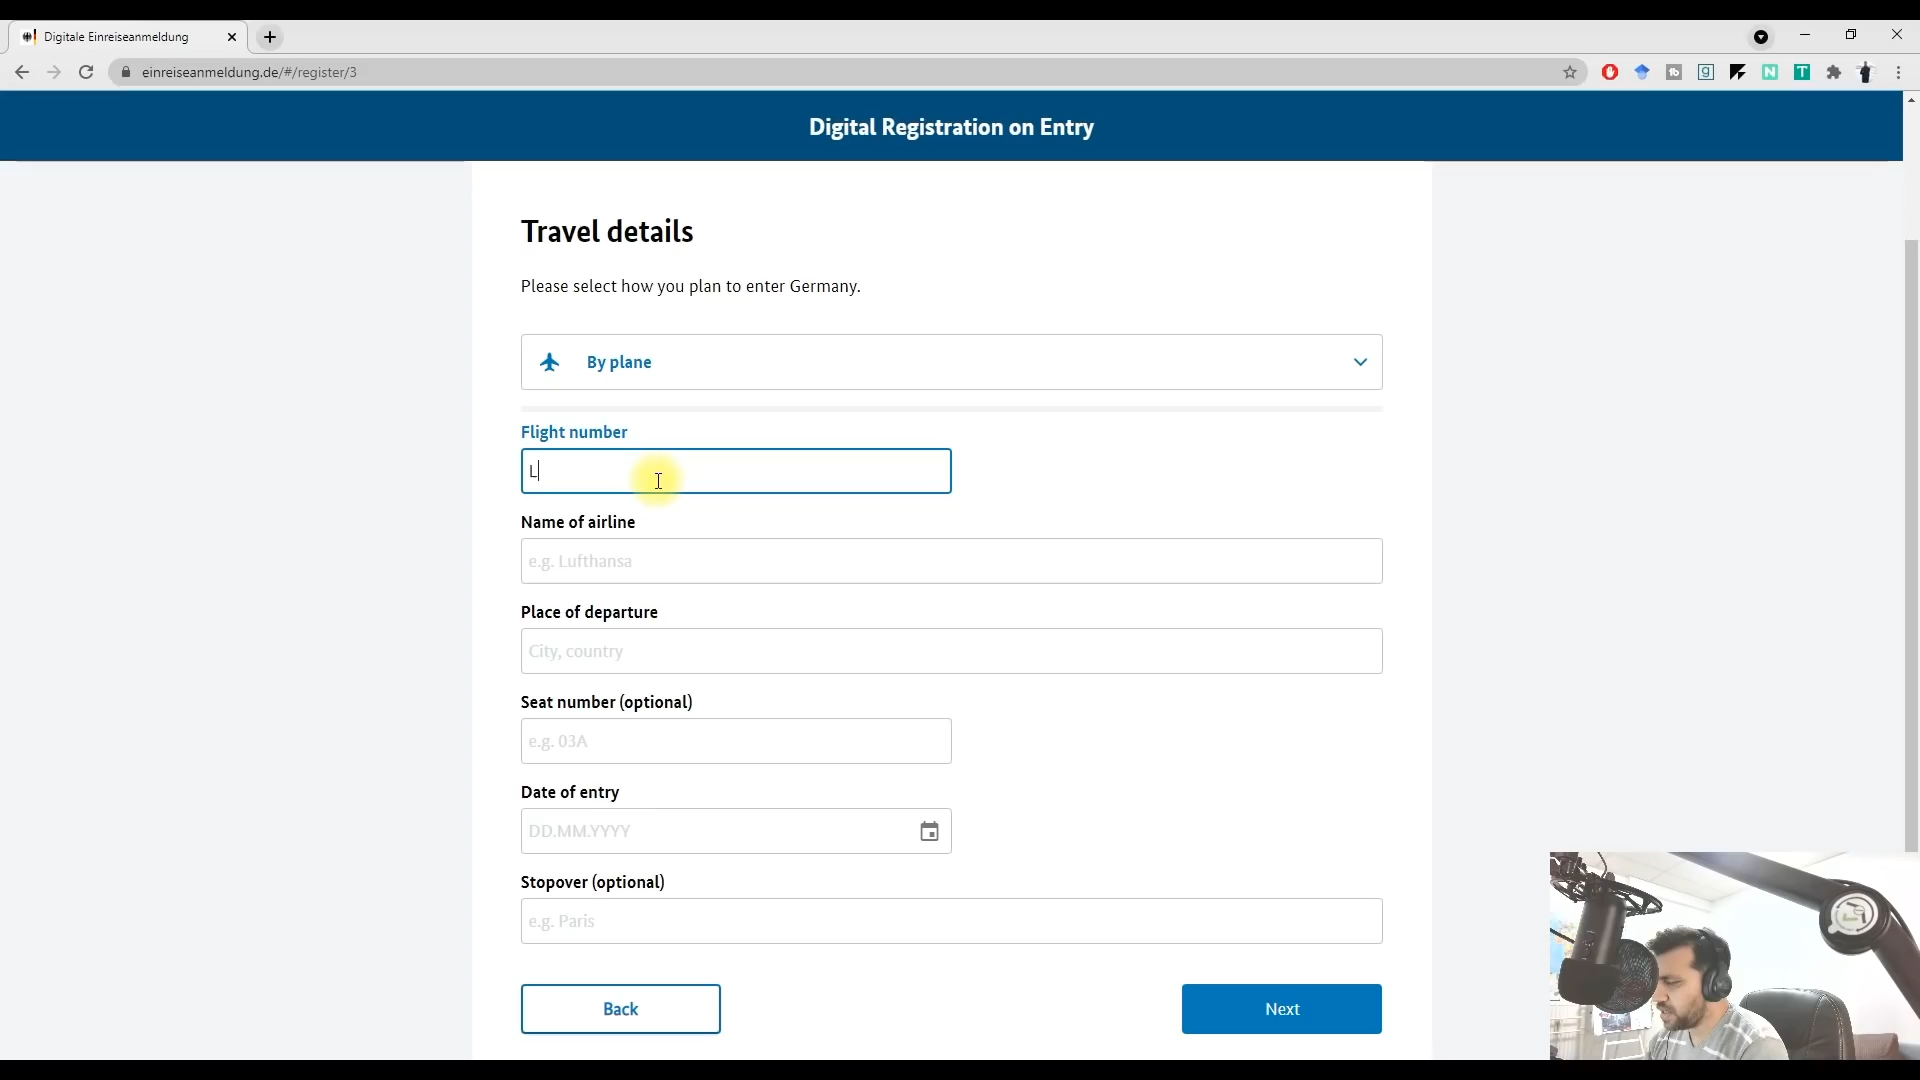 Digitale Einreiseanmeldung
einreiseanmeldung.de/#/register/3
Digital Registration on Entry
Travel details
Please select how you plan to enter Germany.
By plane
Flight number
L
Name of airline
e.g. Lufthansa
Place of departure
City, country
Seat number (optional)
e.g. 03A
Date of entry
DD.MM.YYYY
Stopover (optional)
e.g. Paris
Back
Next